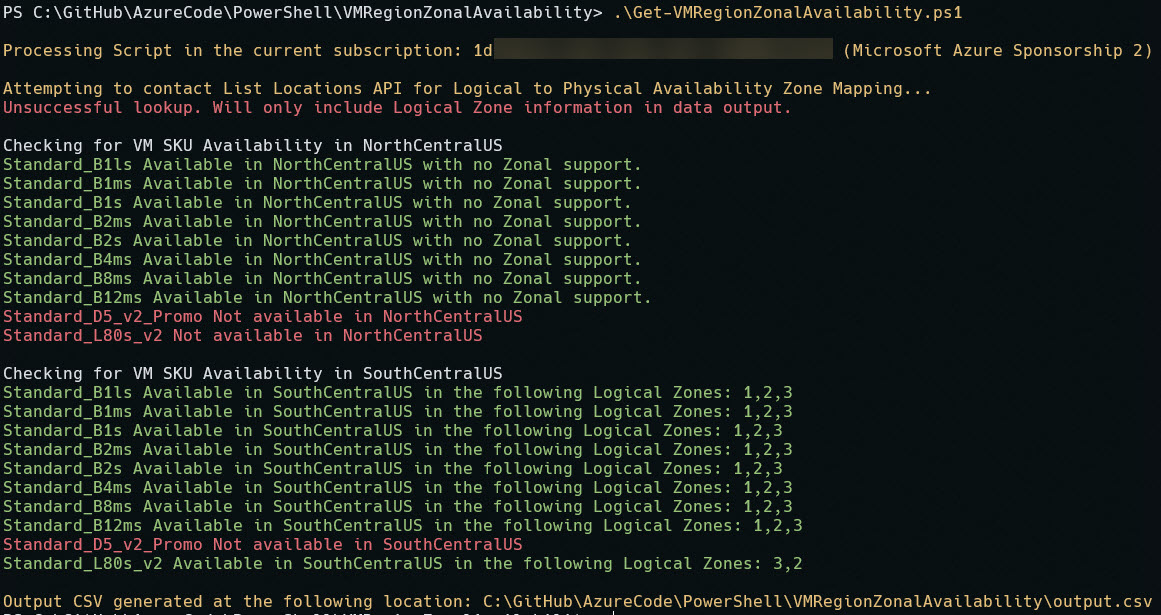 PS C:\GitHub\AzureCode\PowerShell\VMRegionZonalAvailability> .\Get-VMRegionZonalAvailability.ps1
Processing Script in the current subscription: 1d (Microsoft Azure Sponsorship 2)
Attempting to contact List Locations API for Logical to Physical Availability Zone Mapping...
Unsuccessful lookup. Will only include Logical Zone information in data output.
Checking for VM SKU Availability in NorthCentralUS
Standard_B1ls Available in NorthCentralUS with no Zonal support.
Standard_B1ms Available in NorthCentralUS with no Zonal support.
Standard_B1s Available in NorthCentralUS with no Zonal support.
Standard_B2ms Available in NorthCentralUS with no Zonal support.
Standard_B2s Available in NorthCentralUS with no Zonal support.
Standard_B4ms Available in NorthCentralUS with no Zonal support.
Standard_B8ms Available in NorthCentralUS with no Zonal support.
Standard_B12ms Available in NorthCentralUS with no Zonal support.
Standard_D5_v2_Promo Not available in NorthCentralUS
Standard_L80s_v2 Not available in NorthCentralUS
Checking for VM SKU Availability in SouthCentralUS
Standard_B1ls Available in SouthCentralUS in the following Logical Zones: 1,2,3
Standard_B1ms Available in SouthCentralUS in the following Logical Zones: 1,2,3
Standard_B1s Available in SouthCentralUS in the following Logical Zones: 1,2,3
Standard_B2ms Available in SouthCentralUS in the following Logical Zones: 1,2,3
Standard_B2s Available in SouthCentralUS in the following Logical Zones: 1,2,3
Standard_B4ms Available in SouthCentralUS in the following Logical Zones: 1,2,3
Standard_B8ms Available in SouthCentralUS in the following Logical Zones: 1,2,3
Standard_B12ms Available in SouthCentralUS in the following Logical Zones: 1,2,3
Standard_D5_v2_Promo Not available in SouthCentralUS
Standard_L80s_v2 Available in SouthCentralUS in the following Logical Zones: 3,2
Output CSV generated at the following location: C:\GitHub\AzureCode\PowerShell\VMRegionZonalAvailability\output.csv